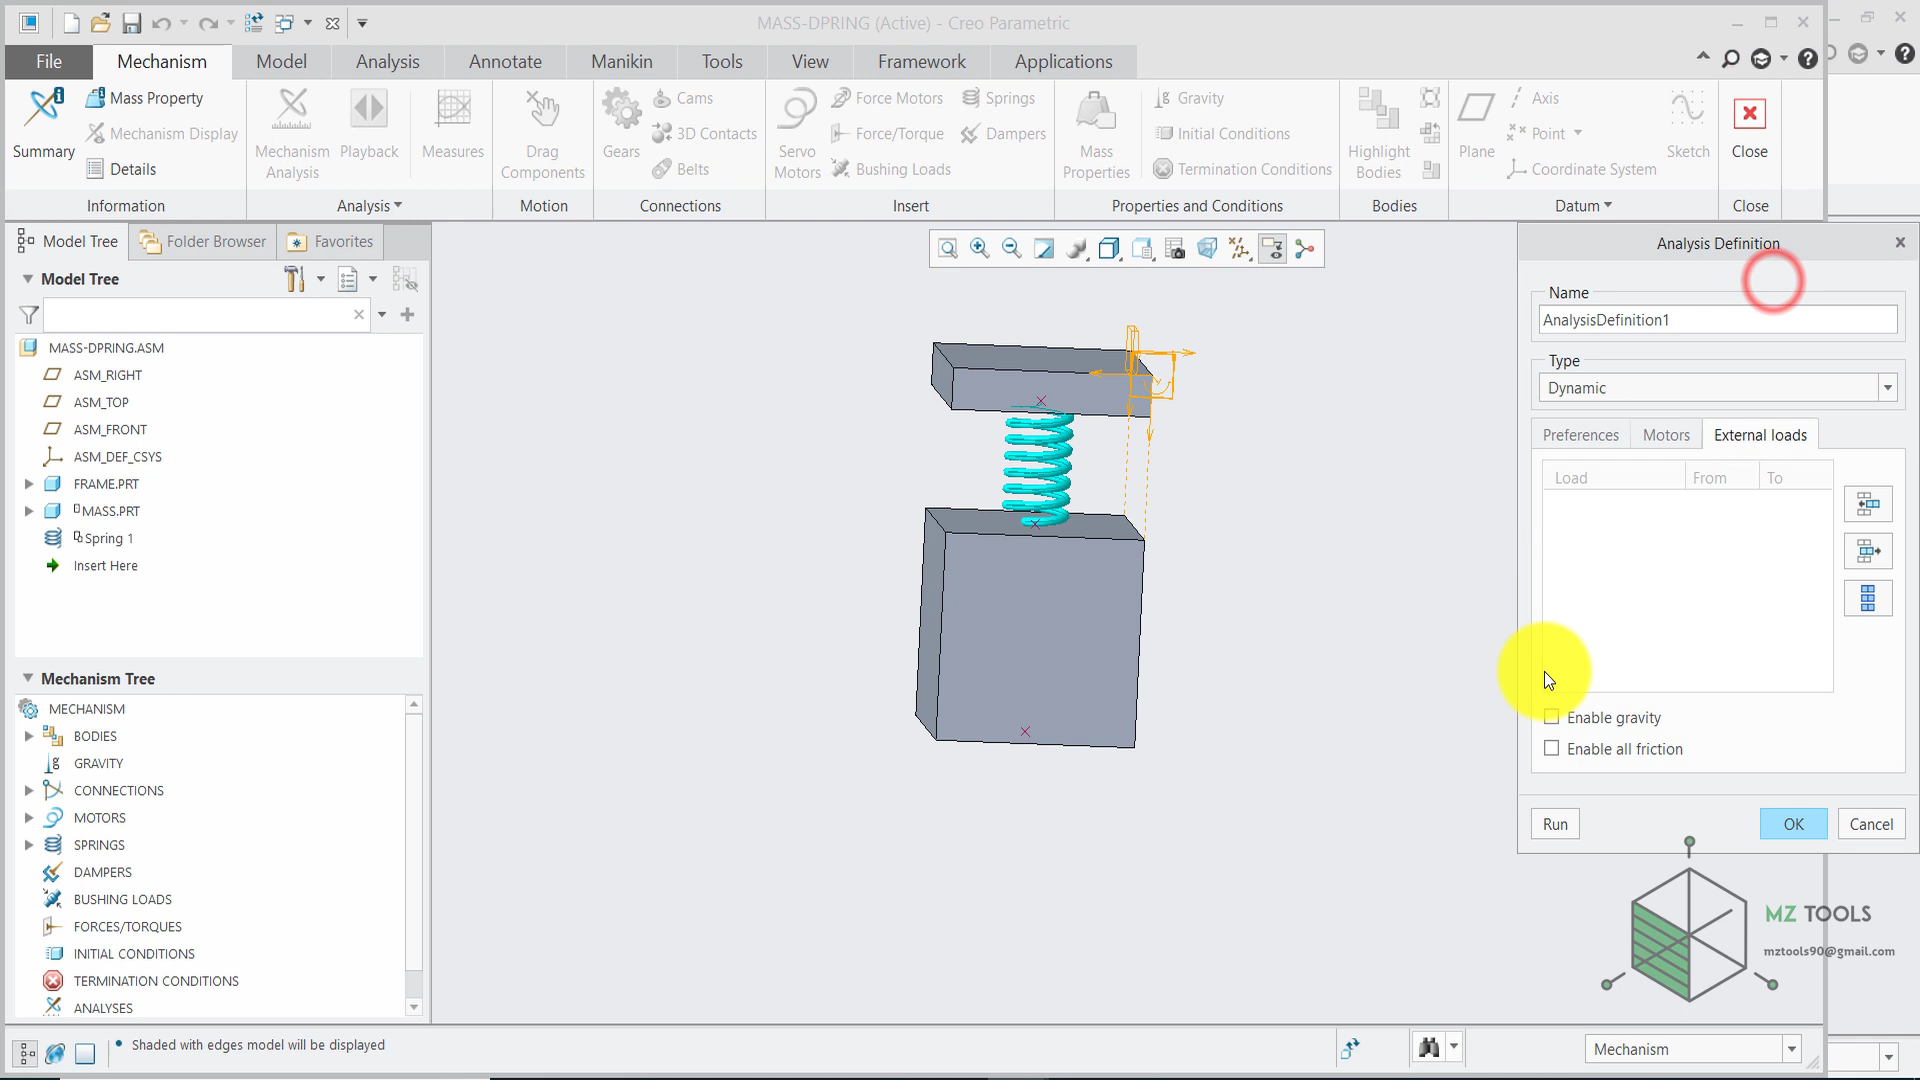 MASS-DPRING (Active) - Creo Parametric
File Mechanism Model Analysis Annotate Manikin Tools View Framework Applications
Summary
Mass Property
Mechanism Display
Details
Information
Mechanism Analysis
Playback
Measures
Analysis
Drag Components
Motion
Gears
Cams
3D Contacts
Belts
Connections
Servo Motors
Force Motors
Force/Torque
Bushing Loads
Springs
Dampers
Insert
Mass Properties
Gravity
Initial Conditions
Termination Conditions
Properties and Conditions
Highlight Bodies
Bodies
Plane
Axis
Point
Coordinate System
Sketch
Datum
Close
Close
Model Tree Folder Browser Favorites
Model Tree
MASS-DPRING.ASM
ASM_RIGHT
ASM_TOP
ASM_FRONT
ASM_DEF_CSYS
FRAME.PRT
MASS.PRT
Spring 1
Insert Here
Mechanism Tree
MECHANISM
BODIES
GRAVITY
CONNECTIONS
MOTORS
SPRINGS
DAMPERS
BUSHING LOADS
FORCES/TORQUES
INITIAL CONDITIONS
TERMINATION CONDITIONS
ANALYSES
Analysis Definition
Name
AnalysisDefinition1
Type
Dynamic
Preferences Motors External loads
Load From To
Enable gravity
Enable all friction
Run OK Cancel
MZ TOOLS
mztools90@gmail.com
Shaded with edges model will be displayed
Mechanism